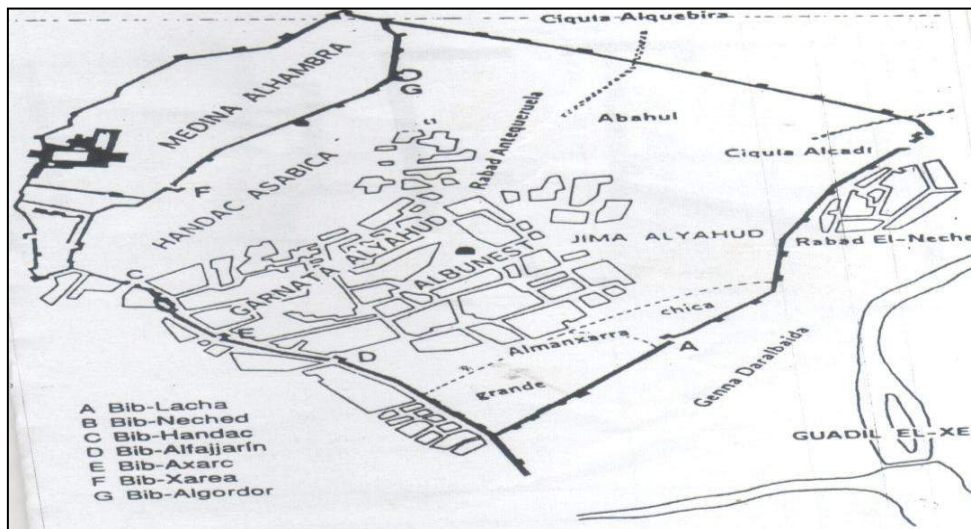 Ciquia Alquebira
MEDINA ALHAMBRA
G
Rabad Antequeruela
Abahul
Ciquia Alcadi
F
HANDAC ASABICA
GARNATA ALYAHUD
JIMA ALYAHUD
Rabad El-Neched
ALBUNEST
C
E
D
Almanxarra
chica
grande
A
Genna Daralbaida
GUADIL EL-XE
A Bib-Lacha
B Bib-Neched
C Bib-Handac
D Bib-Alfajjarín
E Bib-Axarc
F Bib-Xarea
G Bib-Algordor